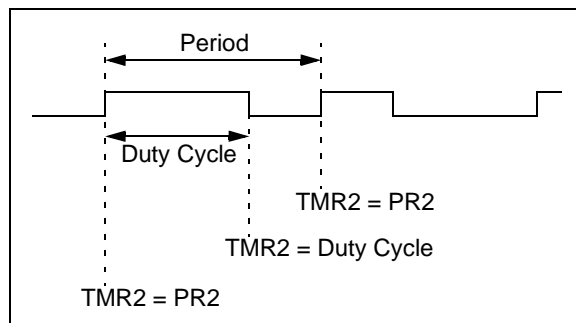 Period
Duty Cycle
TMR2 = PR2
TMR2 = Duty Cycle
TMR2 = PR2